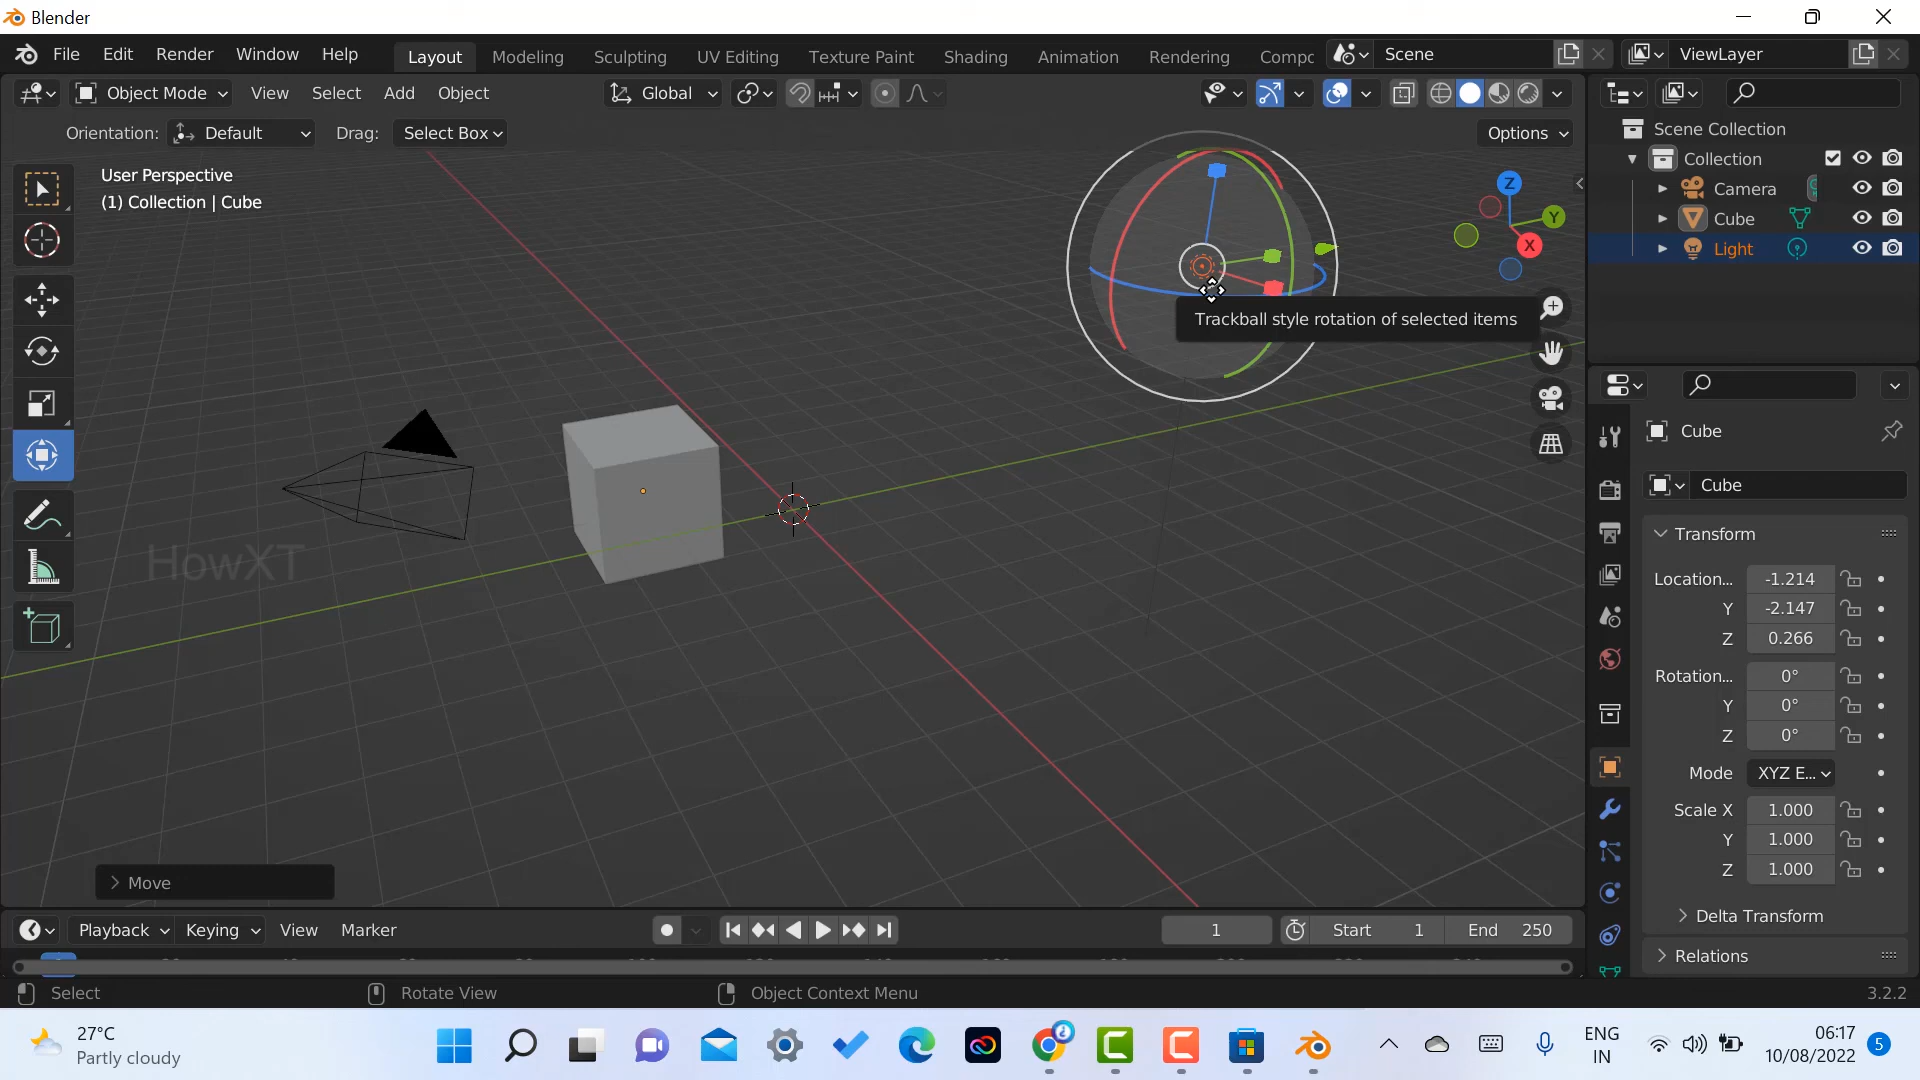 Blender
File Edit Render Window Help Layout Modeling Sculpting UV Editing Texture Paint Shading Animation Rendering Compc Scene ViewLayer
Object Mode View Select Add Object Global
Orientation: Default Drag: Select Box Options
User Perspective
(1) Collection | Cube
Z
Y
X
Trackball style rotation of selected items
HowXT
Move
Scene Collection
Collection
Camera
Cube
Light
Cube
Cube
Transform
Location... -1.214
Y -2.147
Z 0.266
Rotation... 0°
Y 0°
Z 0°
Mode XYZ E...
Scale X 1.000
Y 1.000
Z 1.000
Delta Transform
Relations
Playback Keying View Marker 1 Start 1 End 250
Select Rotate View Object Context Menu 3.2.2
27°C
Partly cloudy
ENG
IN
06:17
10/08/2022
5